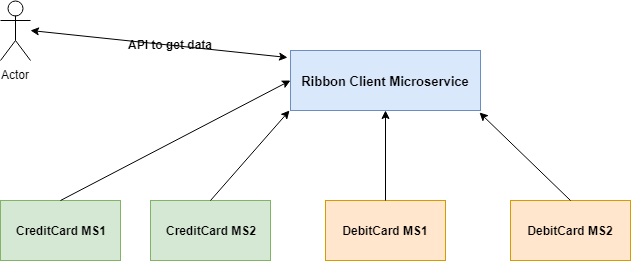 API to get data
Actor
Ribbon Client Microservice
CreditCard MS1
CreditCard MS2
DebitCard MS1
DebitCard MS2